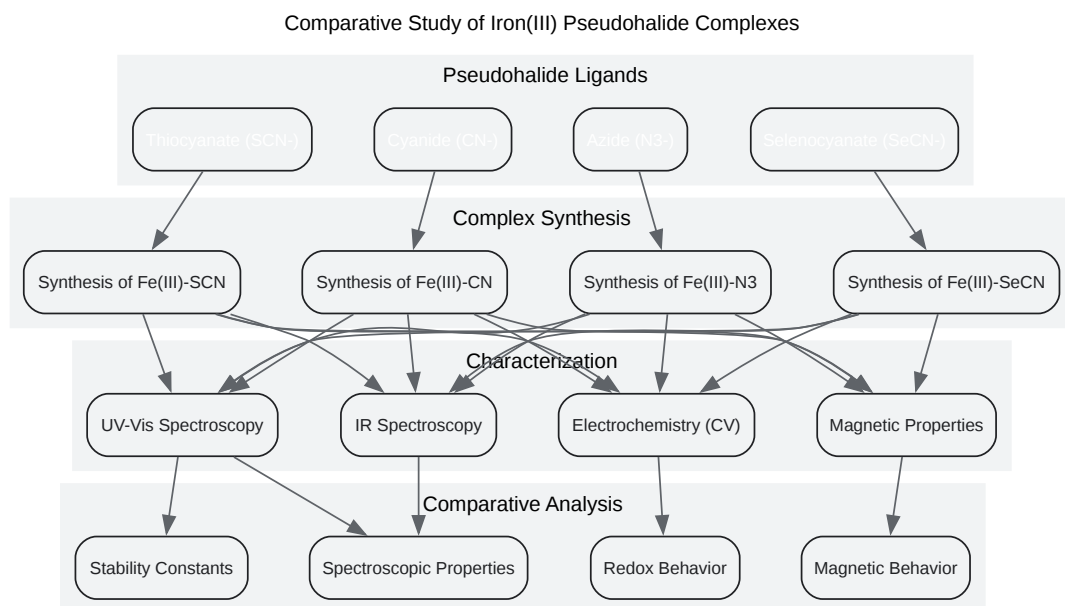 Comparative Study of Iron(III) Pseudohalide Complexes
Pseudohalide Ligands
Thiocyanate (SCN-)
Cyanide (CN-)
Azide (N3-)
Selenocyanate (SeCN-)
Complex Synthesis
Synthesis of Fe(III)-SCN
Synthesis of Fe(III)-CN
Synthesis of Fe(III)-N3
Synthesis of Fe(III)-SeCN
Characterization
UV-Vis Spectroscopy
IR Spectroscopy
Electrochemistry (CV)
Magnetic Properties
Comparative Analysis
Stability Constants
Spectroscopic Properties
Redox Behavior
Magnetic Behavior